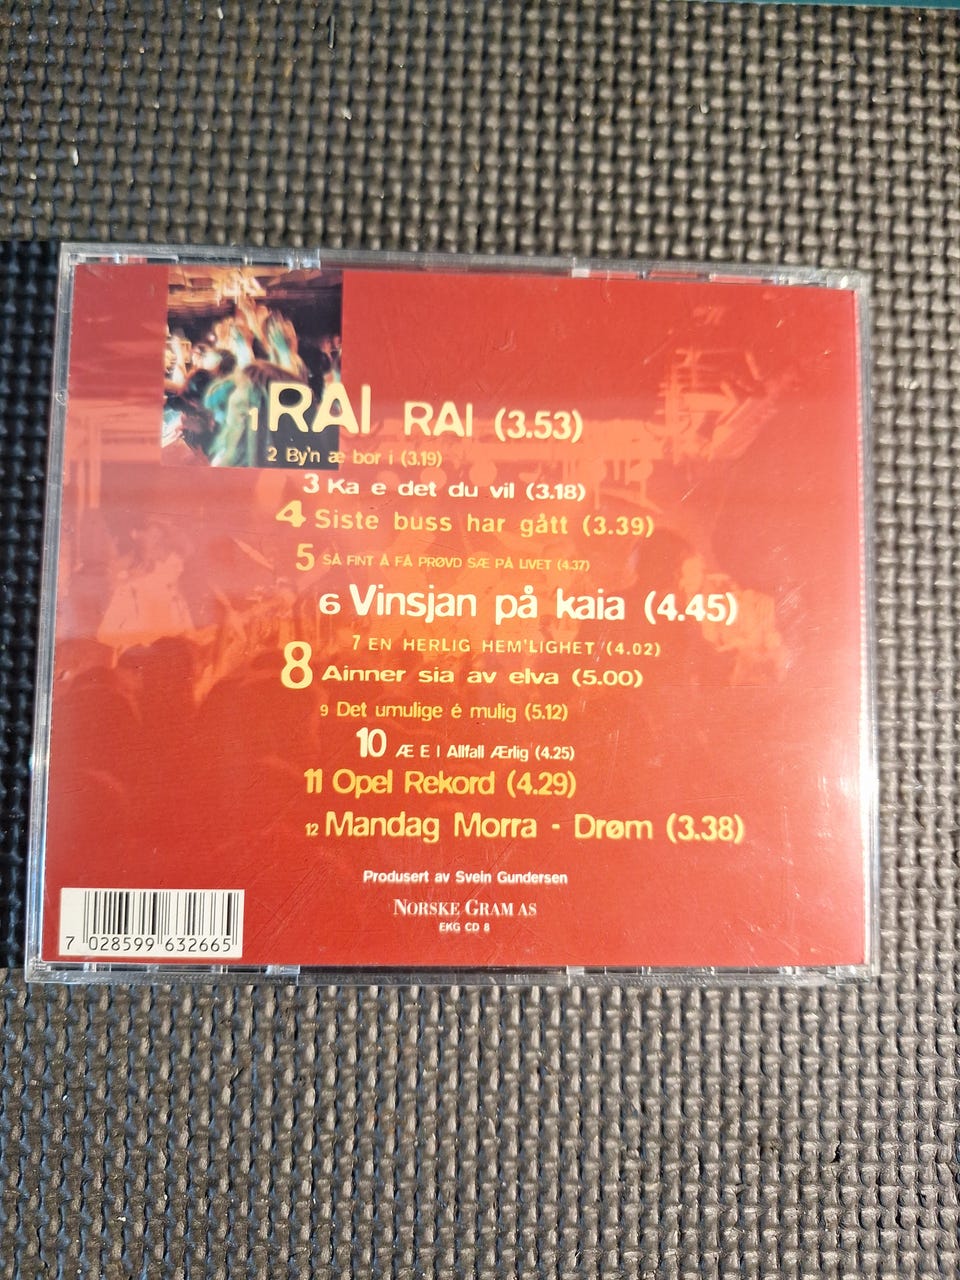 1 RAI RAI (3.53)
2 By'n æ bor i (3.19)
3 Ka e det du vil (3.18)
4 Siste buss har gått (3.39)
5 SÅ FINT Å FÅ PRØVD SÆ PÅ LIVET (4.37)
6 Vinsjan på kaia (4.45)
7 EN HERLIG HEM'LIGHET (4.02)
8 Ainner sia av elva (5.00)
9 Det umulige é mulig (5.12)
10 Æ E I Allfall Ærlig (4.25)
11 Opel Rekord (4.29)
12 Mandag Morra - Drøm (3.38)
Produsert av Svein Gundersen
NORSKE GRAM AS
EKG CD 8
7 028599 632665